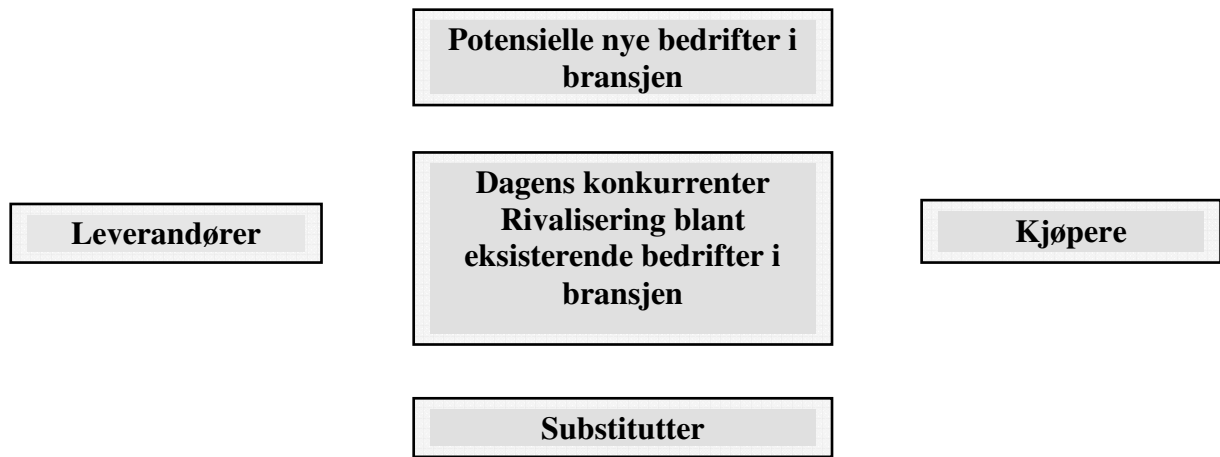 Potensielle nye bedrifter i
bransjen
Dagens konkurrenter
Rivalisering blant
eksisterende bedrifter i
bransjen
Leverandører
Kjøpere
Substitutter